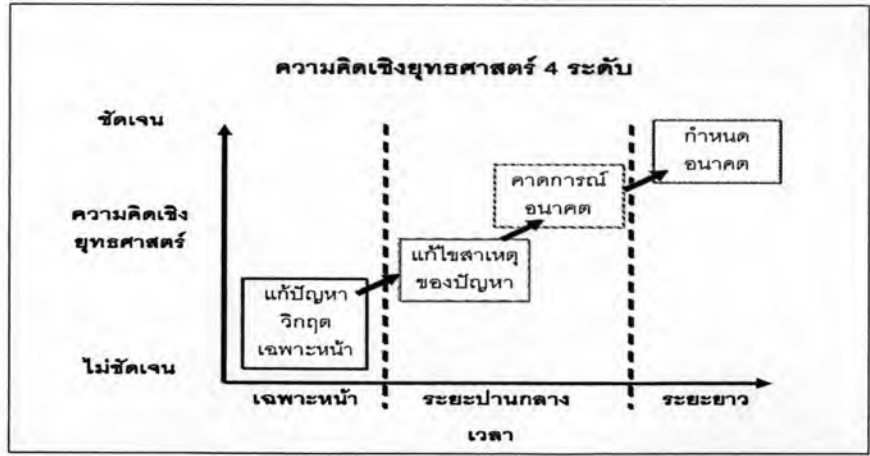 ความคิดเชิงยุทธศาสตร์ 4 ระดับ
ชัดเจน
กำหนด
อนาคต
คาดการณ์
อนาคต
ความคิดเชิง
ยุทธศาสตร์
แก้ไขสาเหตุ
ของปัญหา
แก้ปัญหา
วิกฤต
เฉพาะหน้า
ไม่ชัดเจน
เฉพาะหน้า
ระยะปานกลาง
ระยะยาว
เวลา